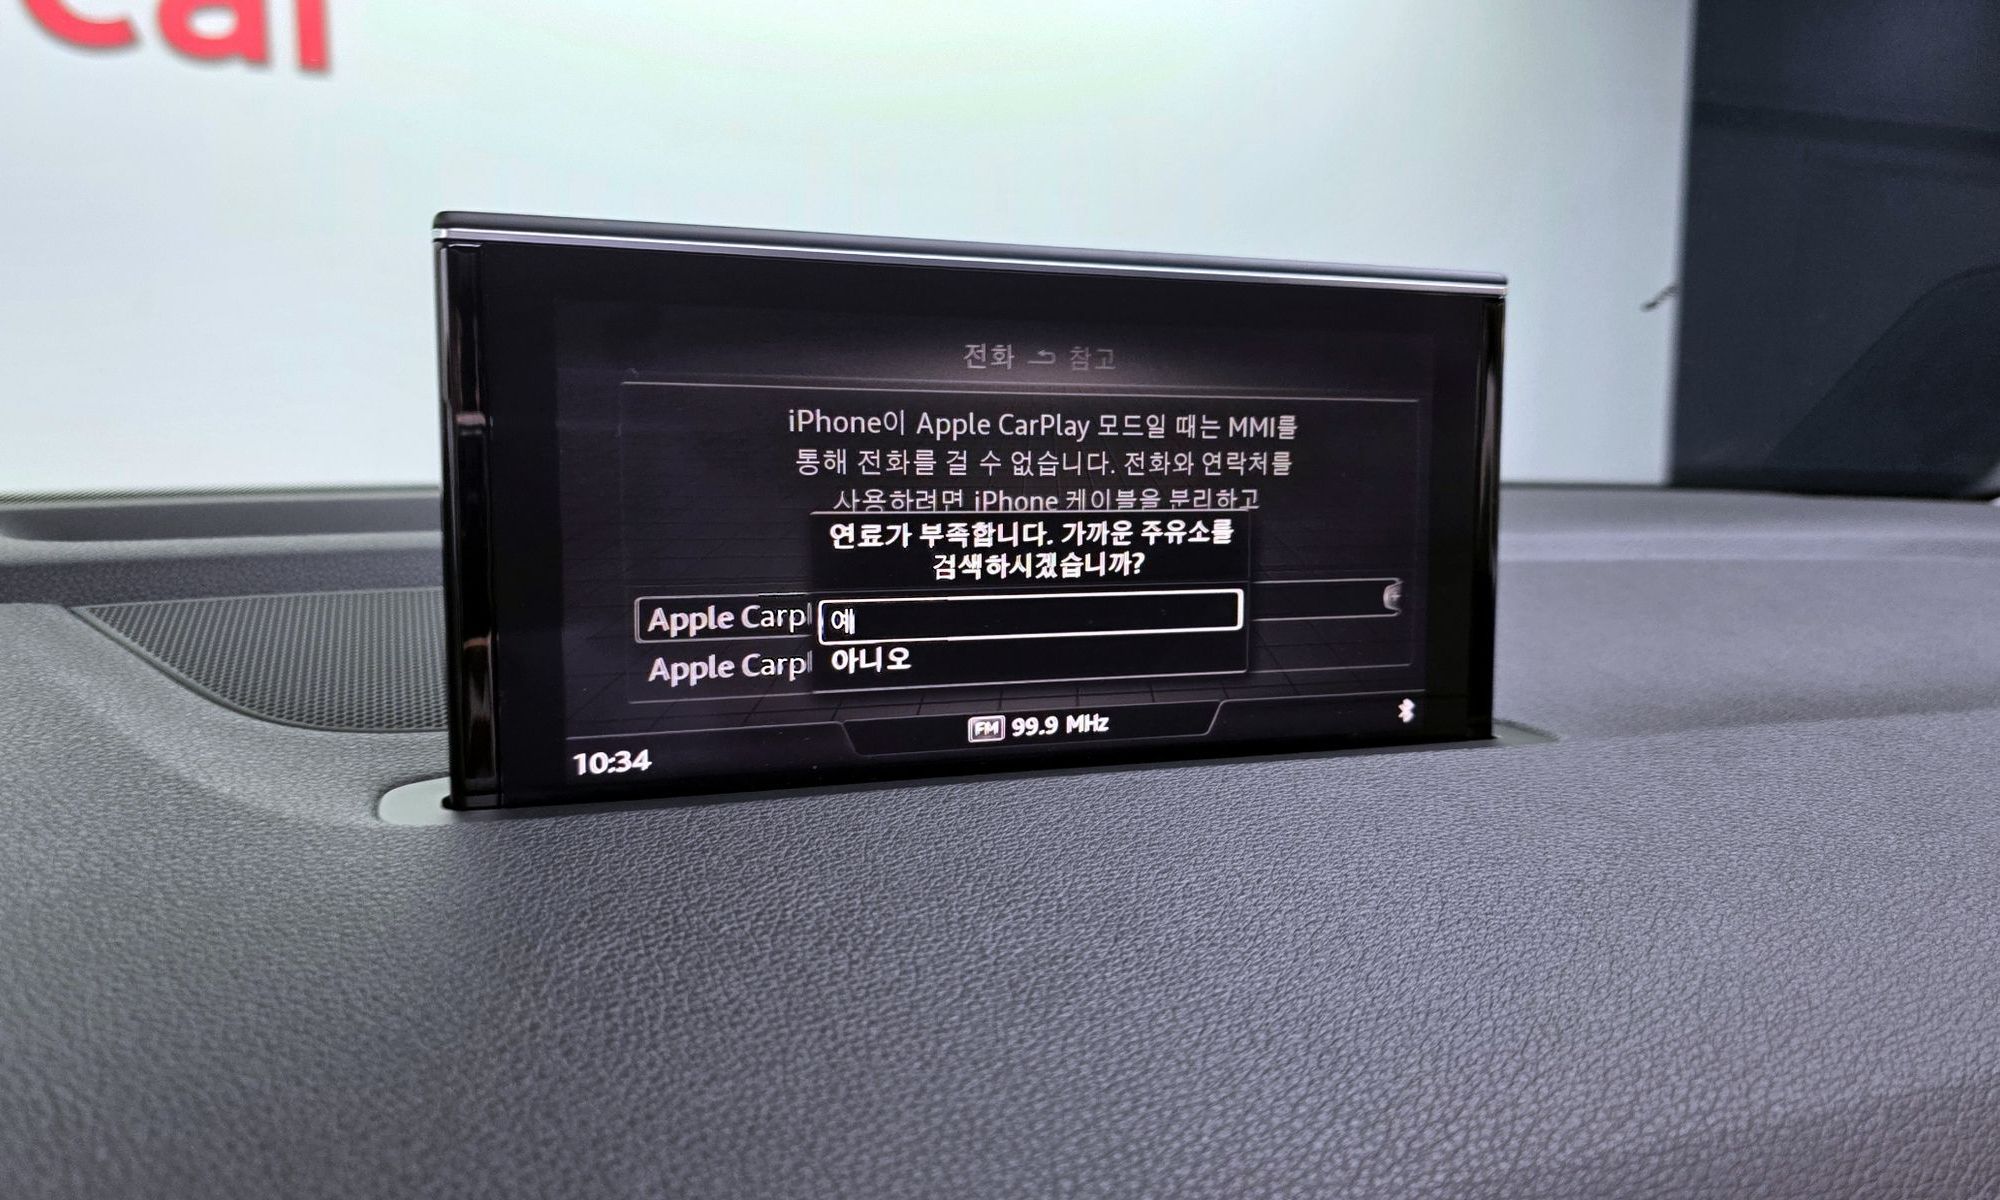 Car
전화 참고
iPhone이 Apple CarPlay 모드일 때는 MMI를
통해 전화를 걸 수 없습니다. 전화와 연락처를
사용하려면 iPhone 케이블을 분리하고
연료가 부족합니다. 가까운 주유소를
검색하시겠습니까?
Apple Carpl
예
Apple Carpl
아니오
FM 99.9 MHz
10:34